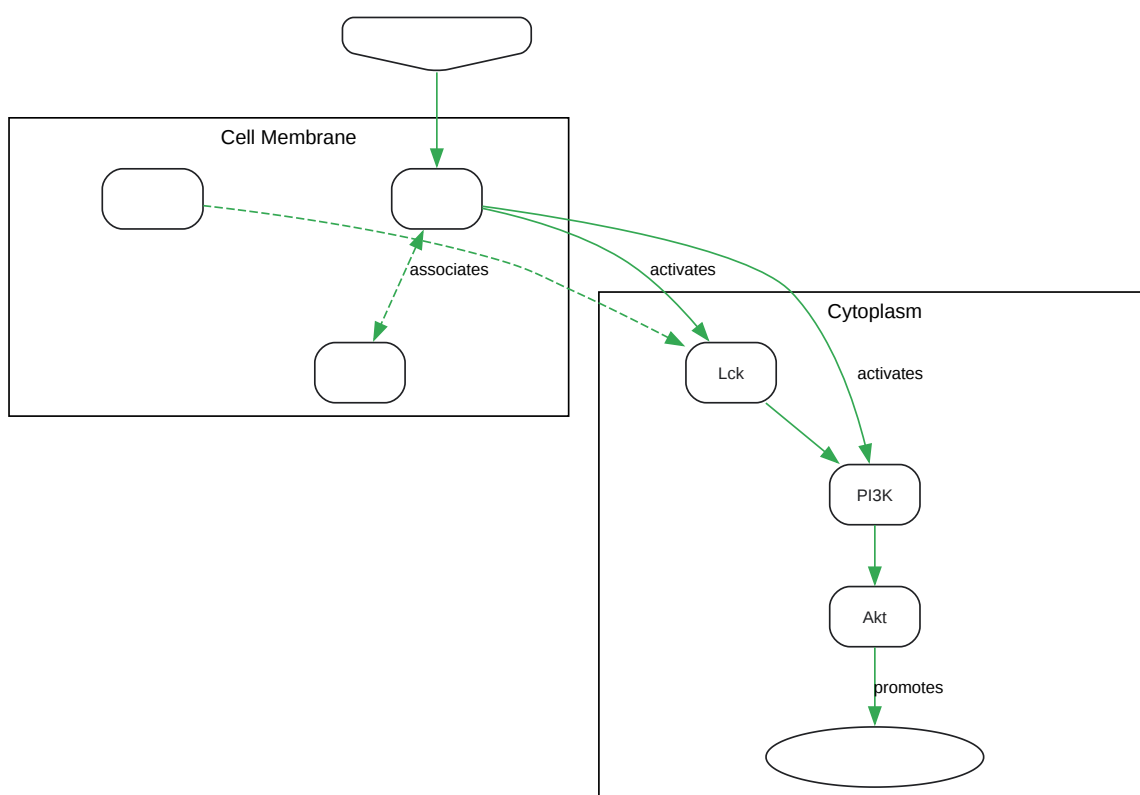 Cell Membrane
associates
activates
Cytoplasm
Lck
activates
PI3K
Akt
promotes